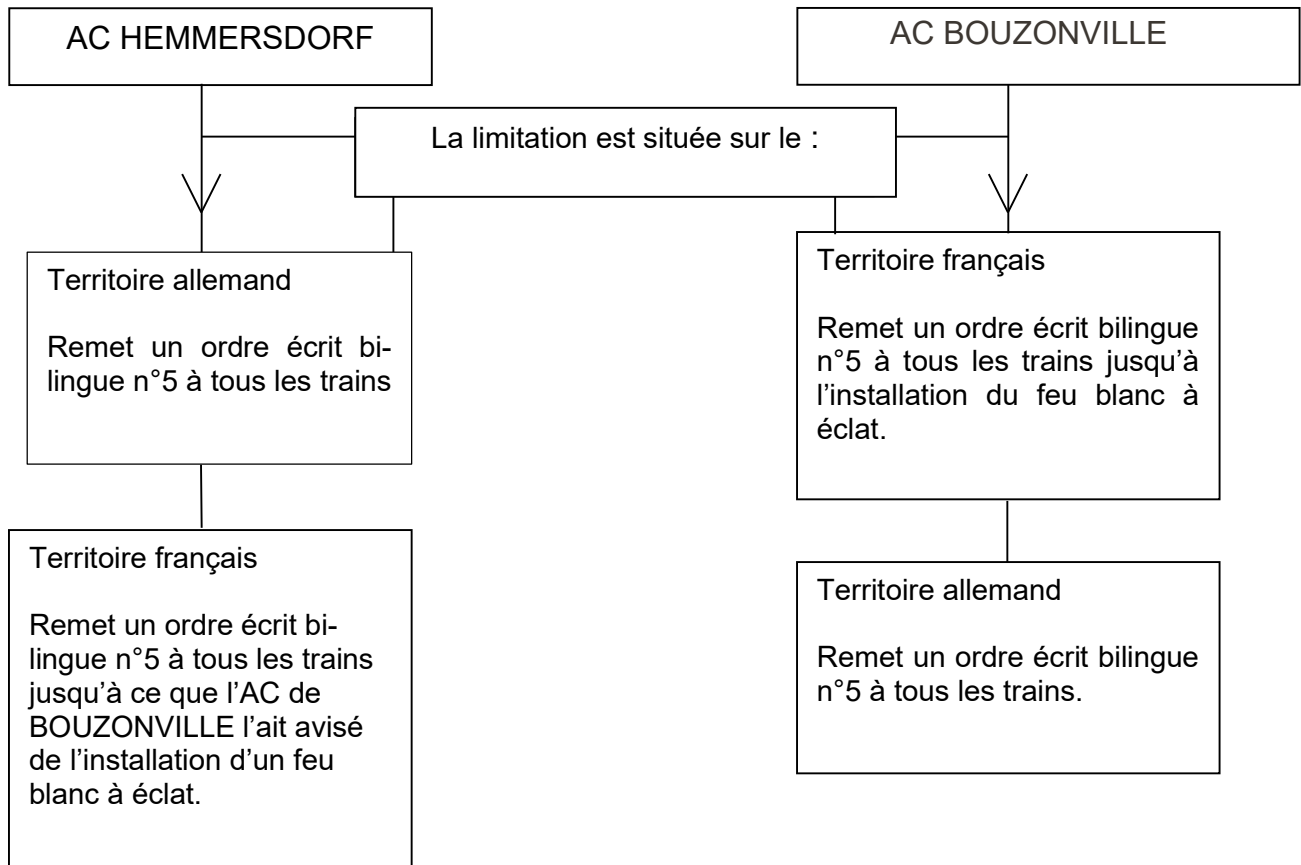 AC HEMMERSDORF
AC BOUZONVILLE
La limitation est située sur le :
Territoire allemand
Remet un ordre écrit bi-
lingue n°5 à tous les trains
Territoire français
Remet un ordre écrit bilingue
n°5 à tous les trains jusqu’à
l’installation du feu blanc à
éclat.
Territoire français
Remet un ordre écrit bi-
lingue n°5 à tous les trains
jusqu’à ce que l’AC de
BOUZONVILLE l’ait avisé
de l’installation d’un feu
blanc à éclat.
Territoire allemand
Remet un ordre écrit bilingue
n°5 à tous les trains.